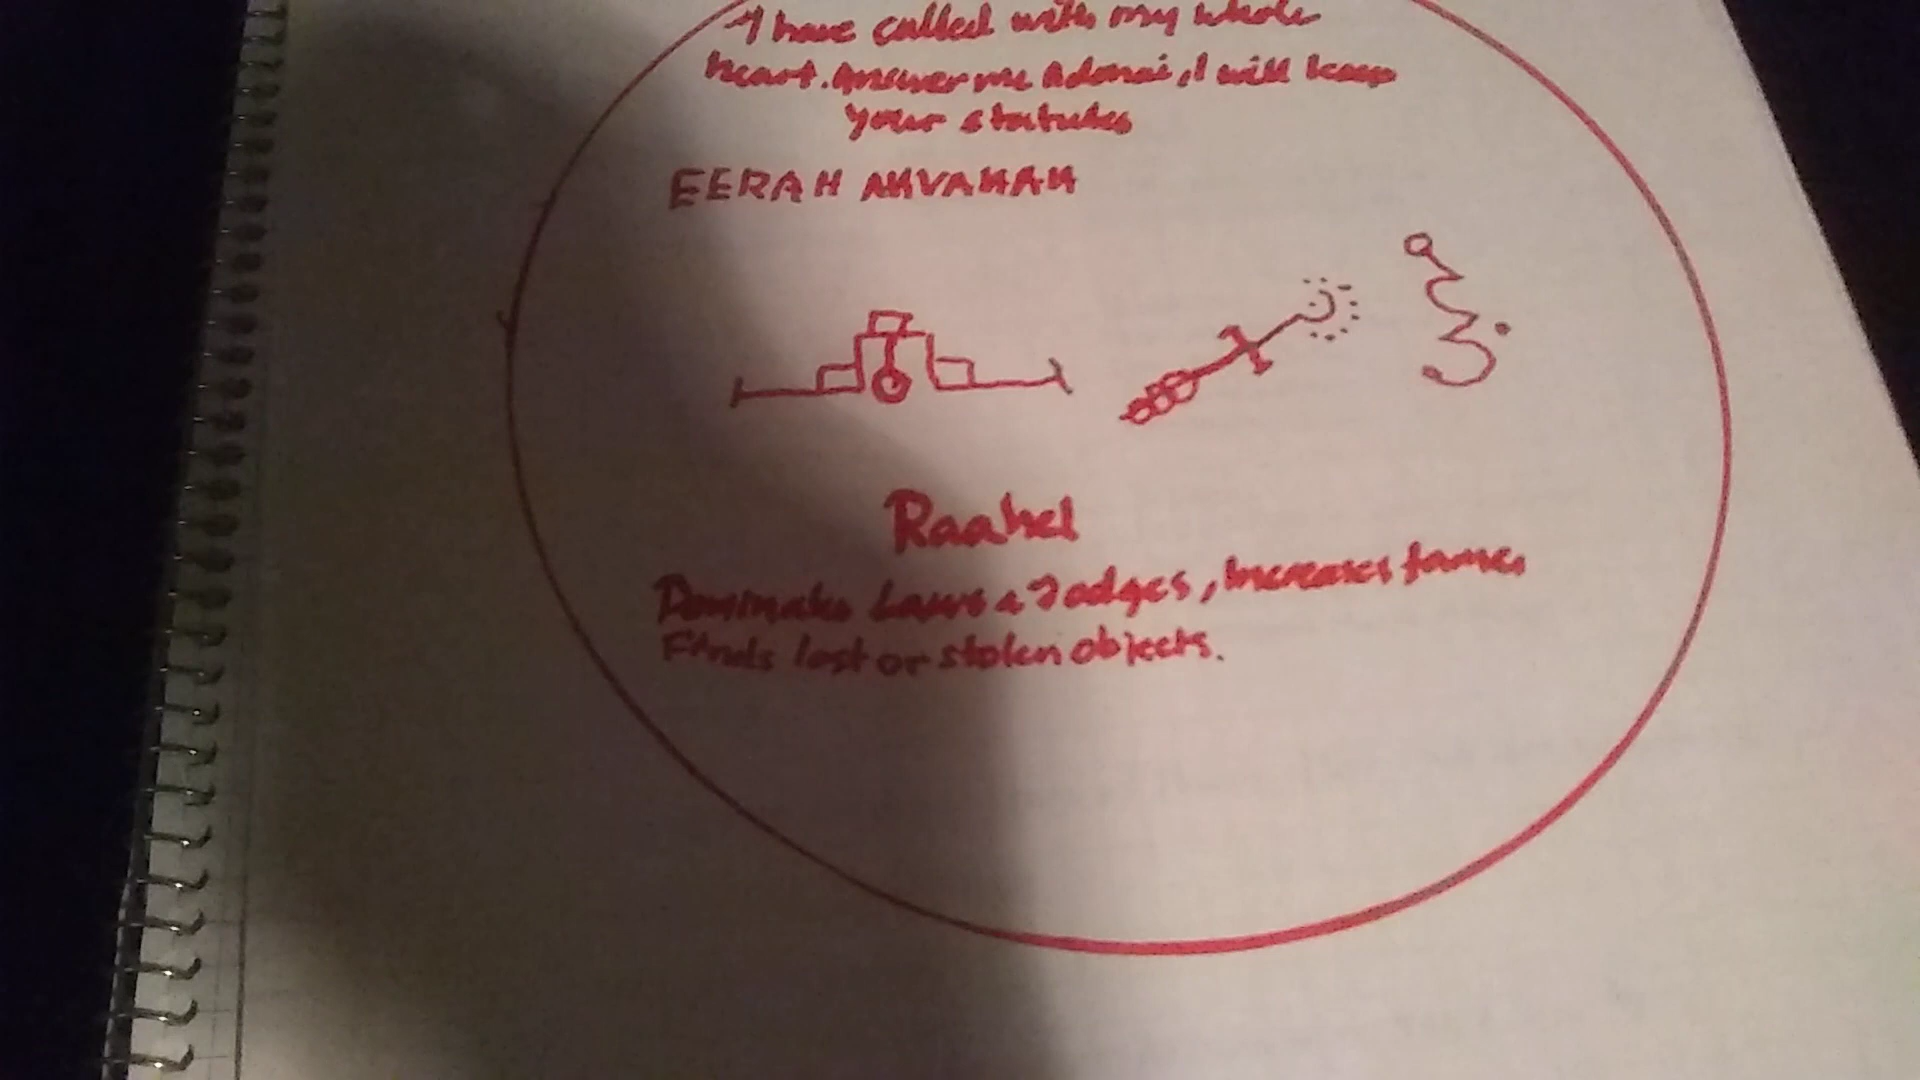 I have called with my whole
heart. Answer me Adonai, I will keep
your statutes
EERAH
Raahel
Dominates Laws & Judges, Increases fame,
Finds lost or stolen objects.